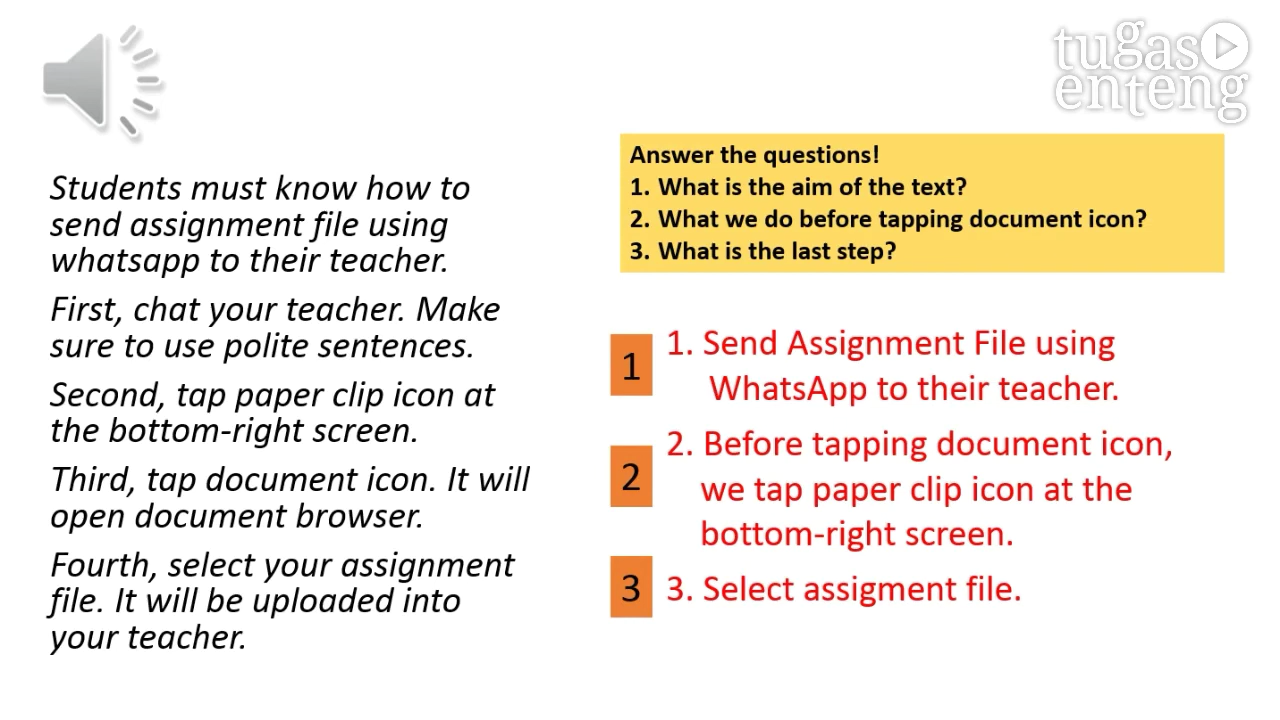 tugas
enteng
Students must know how to
send assignment file using
whatsapp to their teacher.
First, chat your teacher. Make
sure to use polite sentences.
Second, tap paper clip icon at
the bottom-right screen.
Third, tap document icon. It will
open document browser.
Fourth, select your assignment
file. It will be uploaded into
your teacher.
Answer the questions!
1. What is the aim of the text?
2. What we do before tapping document icon?
3. What is the last step?
1
1. Send Assignment File using
WhatsApp to their teacher.
2
2. Before tapping document icon,
we tap paper clip icon at the
bottom-right screen.
3
3. Select assigment file.